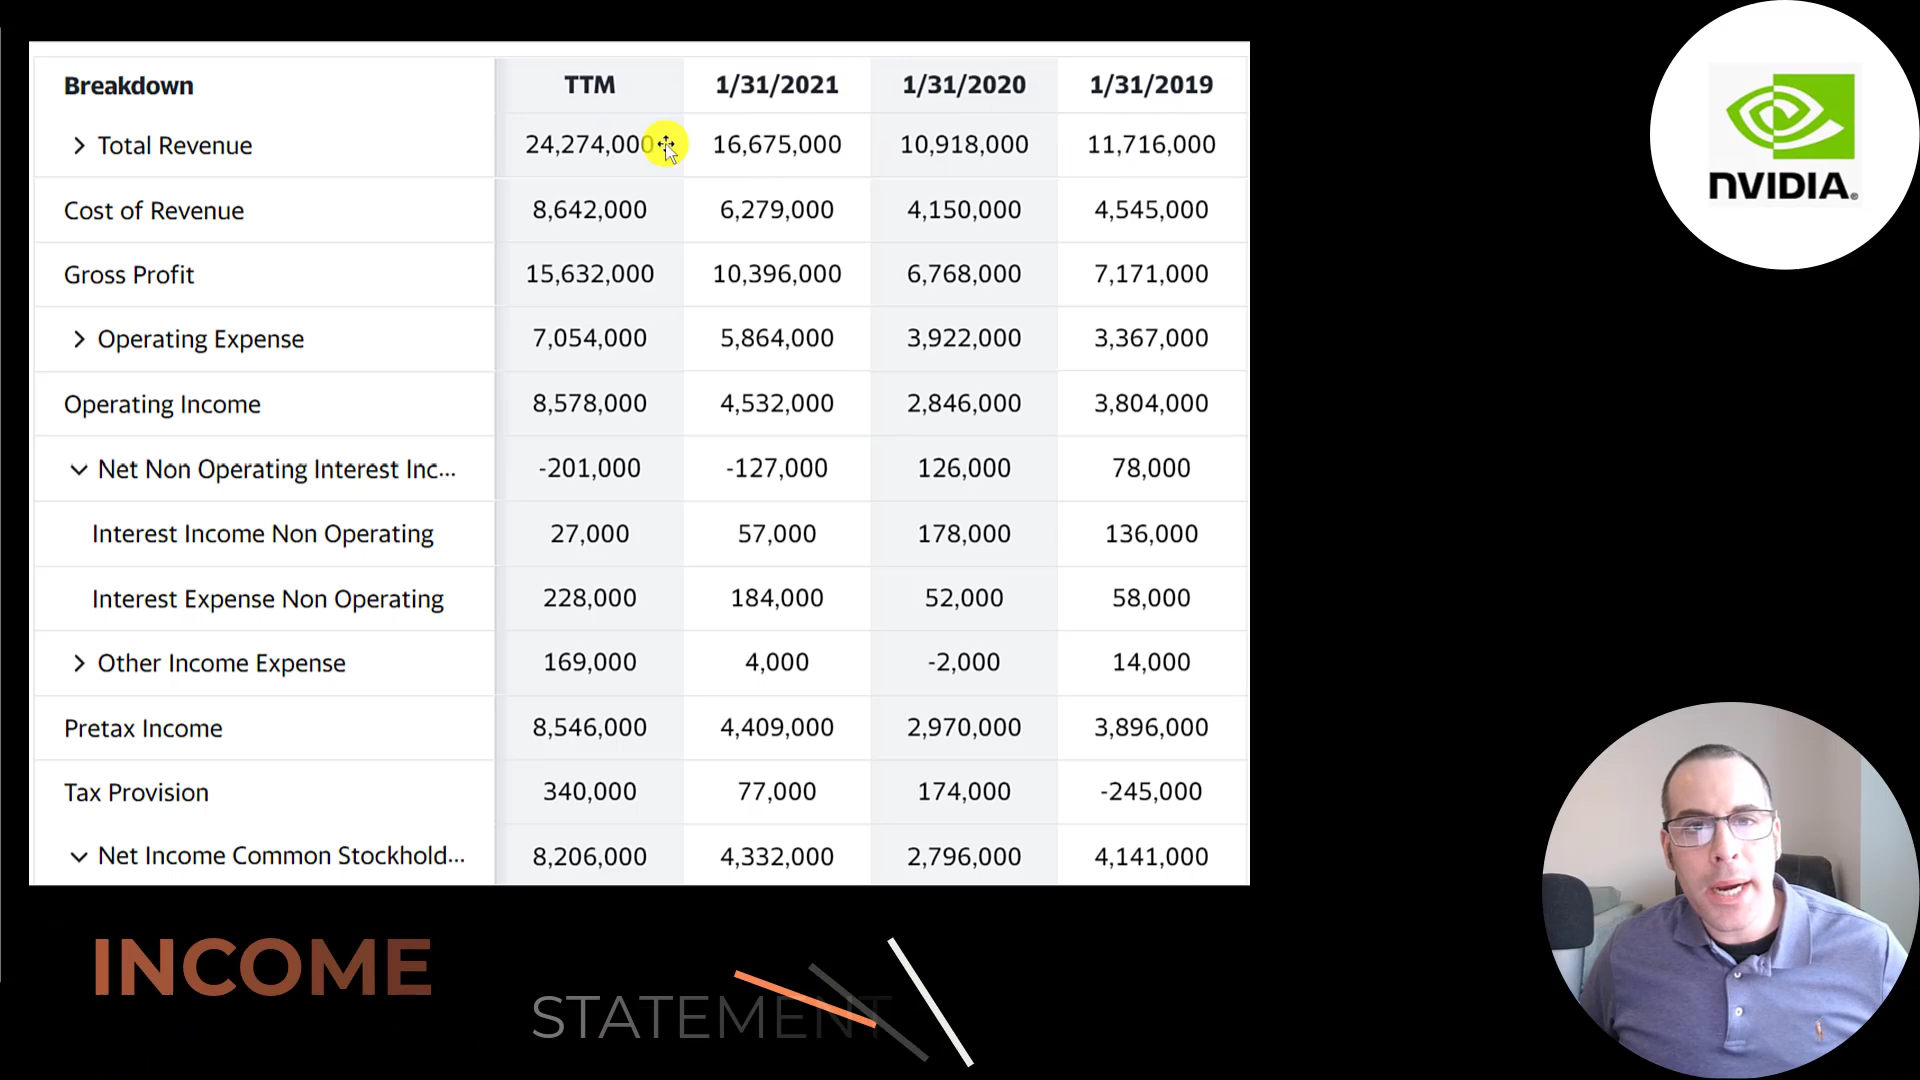 Breakdown TTM 1/31/2021 1/31/2020 1/31/2019
Total Revenue 24,274,000 16,675,000 10,918,000 11,716,000
Cost of Revenue 8,642,000 6,279,000 4,150,000 4,545,000
Gross Profit 15,632,000 10,396,000 6,768,000 7,171,000
Operating Expense 7,054,000 5,864,000 3,922,000 3,367,000
Operating Income 8,578,000 4,532,000 2,846,000 3,804,000
Net Non Operating Interest Inc... -201,000 -127,000 126,000 78,000
Interest Income Non Operating 27,000 57,000 178,000 136,000
Interest Expense Non Operating 228,000 184,000 52,000 58,000
Other Income Expense 169,000 4,000 -2,000 14,000
Pretax Income 8,546,000 4,409,000 2,970,000 3,896,000
Tax Provision 340,000 77,000 174,000 -245,000
Net Income Common Stockhold... 8,206,000 4,332,000 2,796,000 4,141,000
NVIDIA.
INCOME
STATEMENT